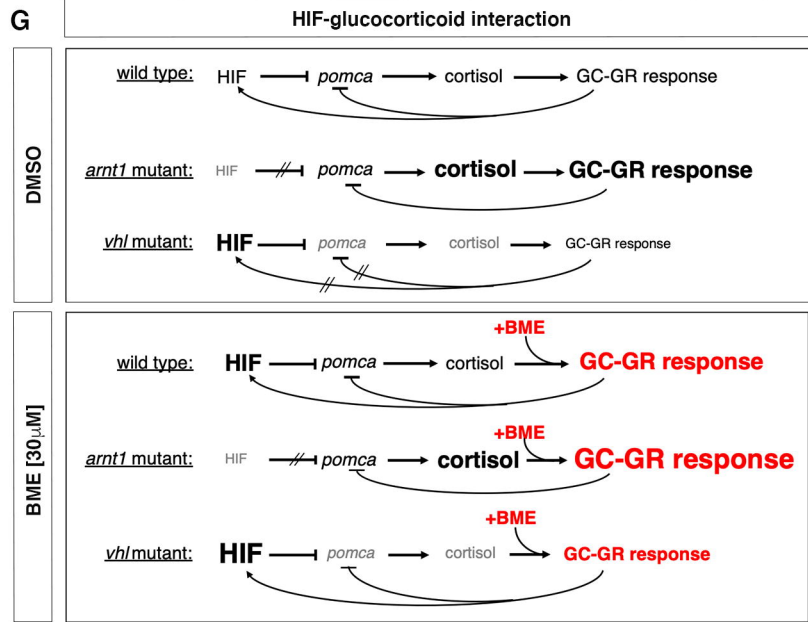 G
HIF-glucocorticoid interaction
DMSO
wild type: HIF pomca cortisol GC-GR response
arnt1 mutant: HIF pomca cortisol GC-GR response
vhl mutant: HIF pomca cortisol GC-GR response
BME [30µM]
+BME
wild type: HIF pomca cortisol GC-GR response
+BME
arnt1 mutant: HIF pomca cortisol GC-GR response
+BME
vhl mutant: HIF pomca cortisol GC-GR response